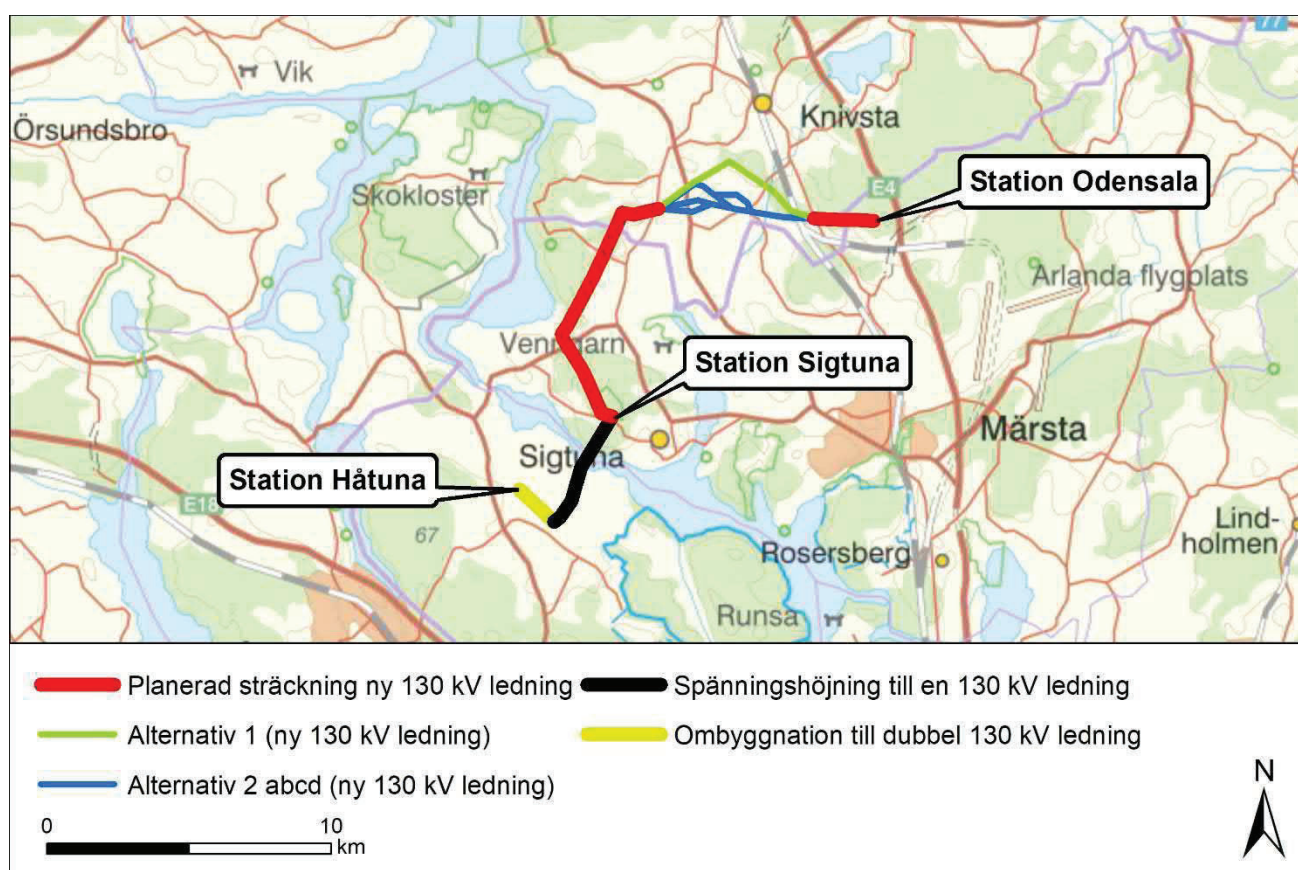 77
Vik
Örsundsbro
Knivsta
Skokloster
E4
Station Odensala
Arlanda flygplats
Station Sigtuna
Märsta
Sigtuna
Station Håtuna
E18
67
Lind-
holmen
Rosersberg
Runsa
Planerad sträckning ny 130 kV ledning
Spänningshöjning till en 130 kV ledning
Alternativ 1 (ny 130 kV ledning)
Ombyggnation till dubbel 130 kV ledning
Alternativ 2 abcd (ny 130 kV ledning)
N
0 10
km